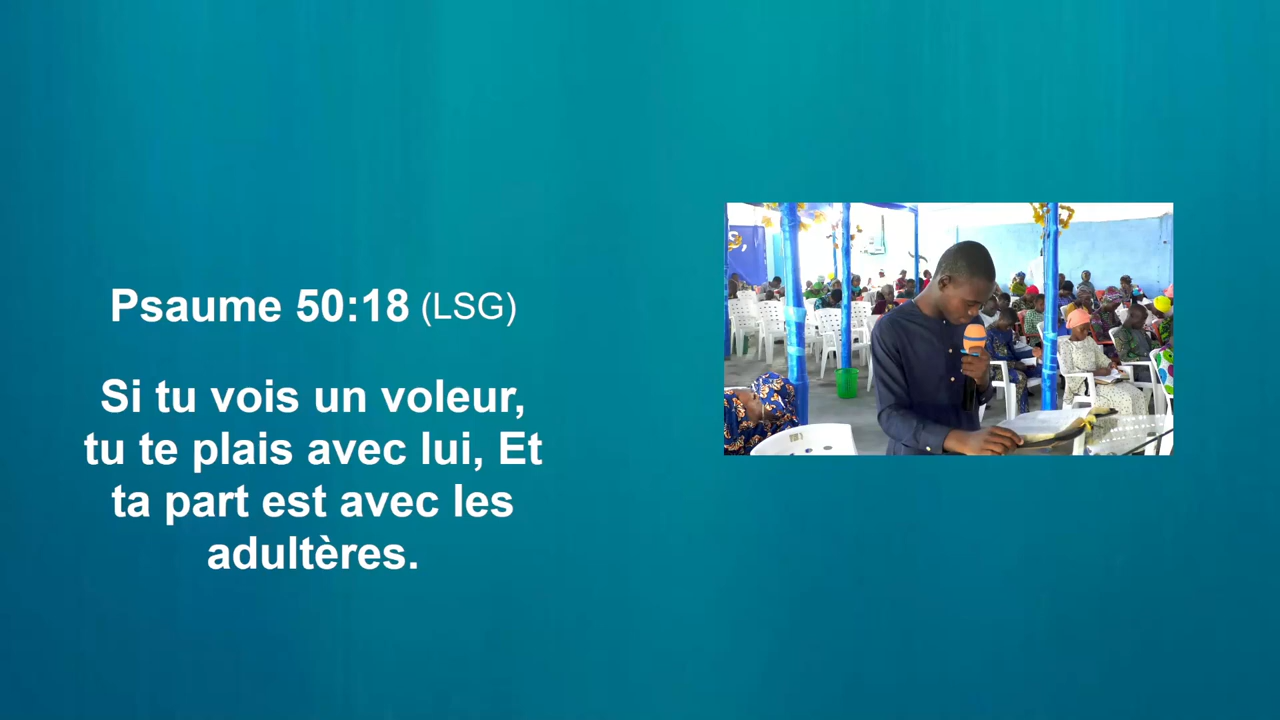 Psaume 50:18 (LSG)
Si tu vois un voleur,
tu te plais avec lui, Et
ta part est avec les
adultères.